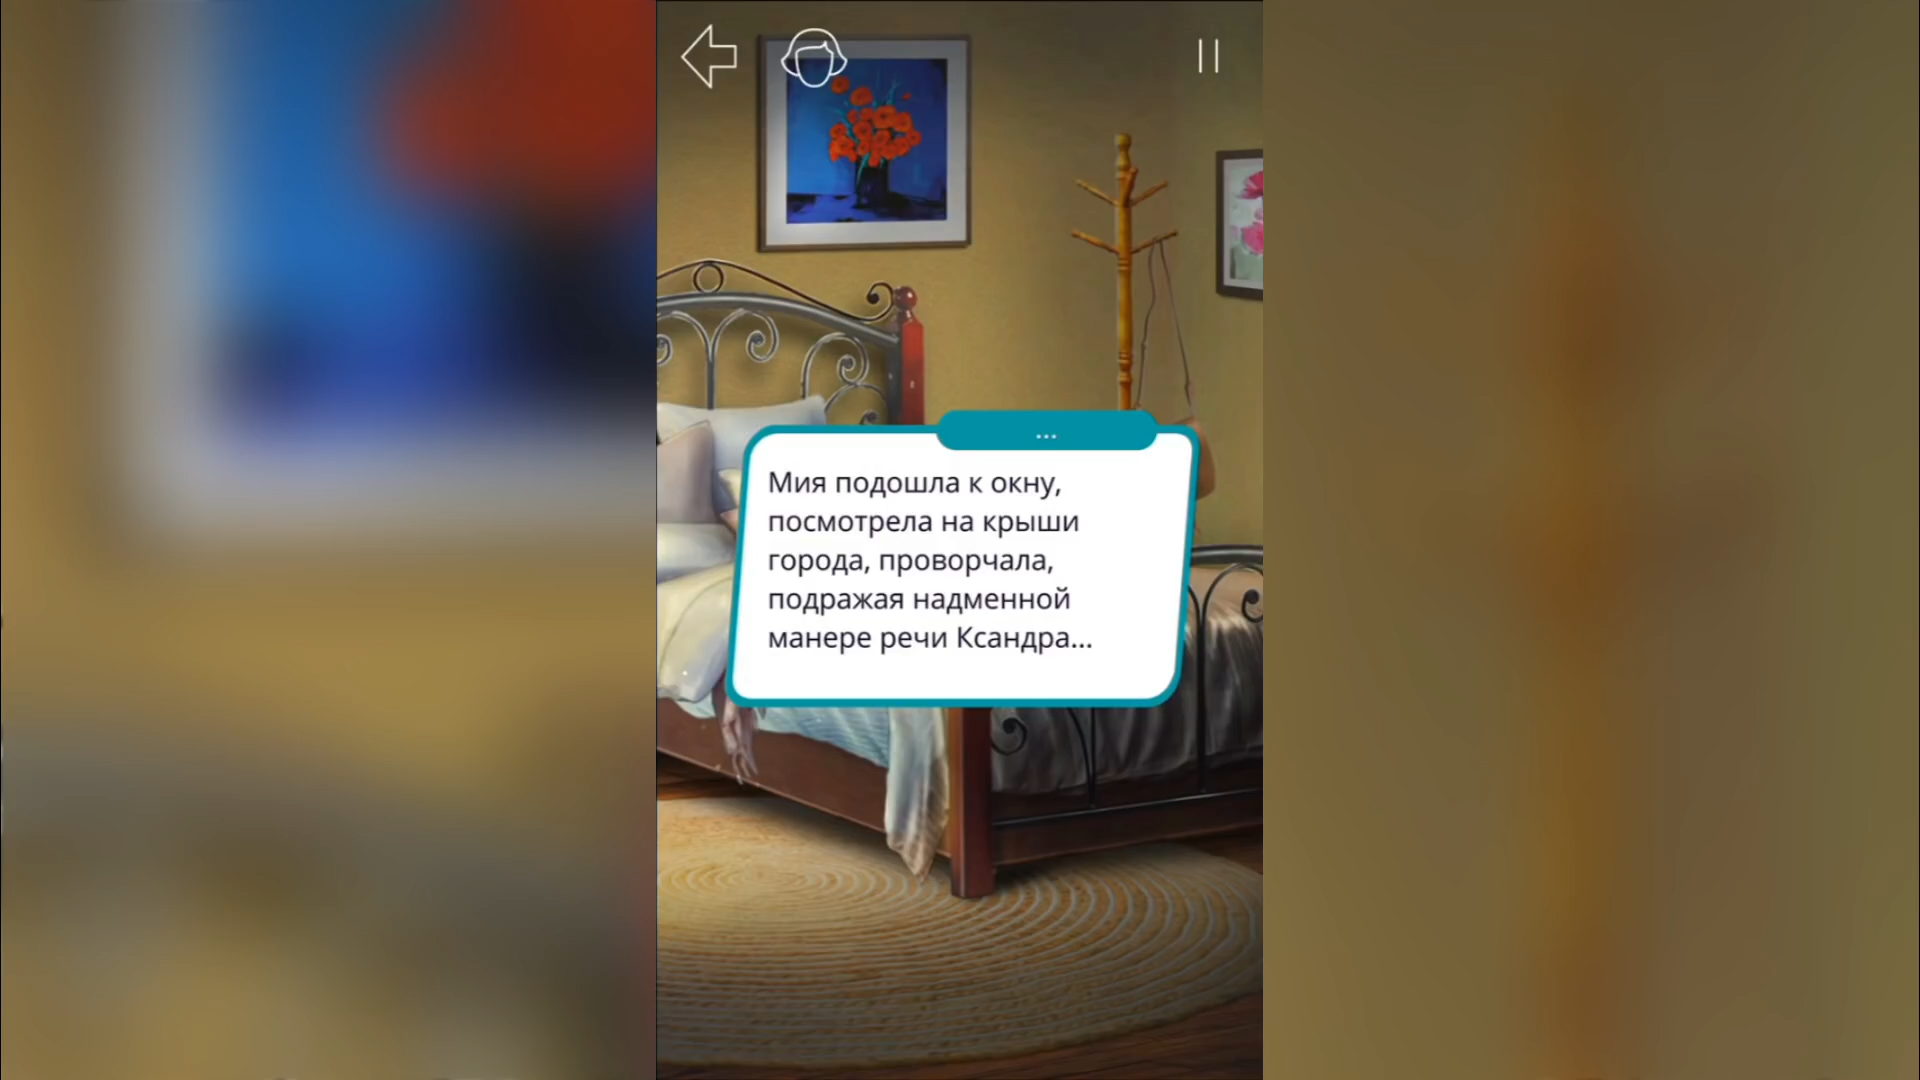 ...
Мия подошла к окну,
посмотрела на крыши
города, проворчала,
подражая надменной
манере речи Ксандра...